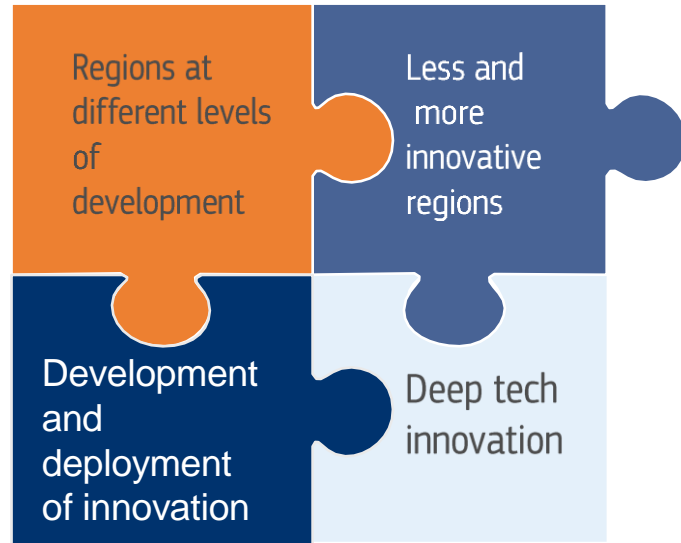 Regions at
different levels
of
development
Less and
more
innovative
regions
Development
and
deployment
of innovation
Deep tech
innovation